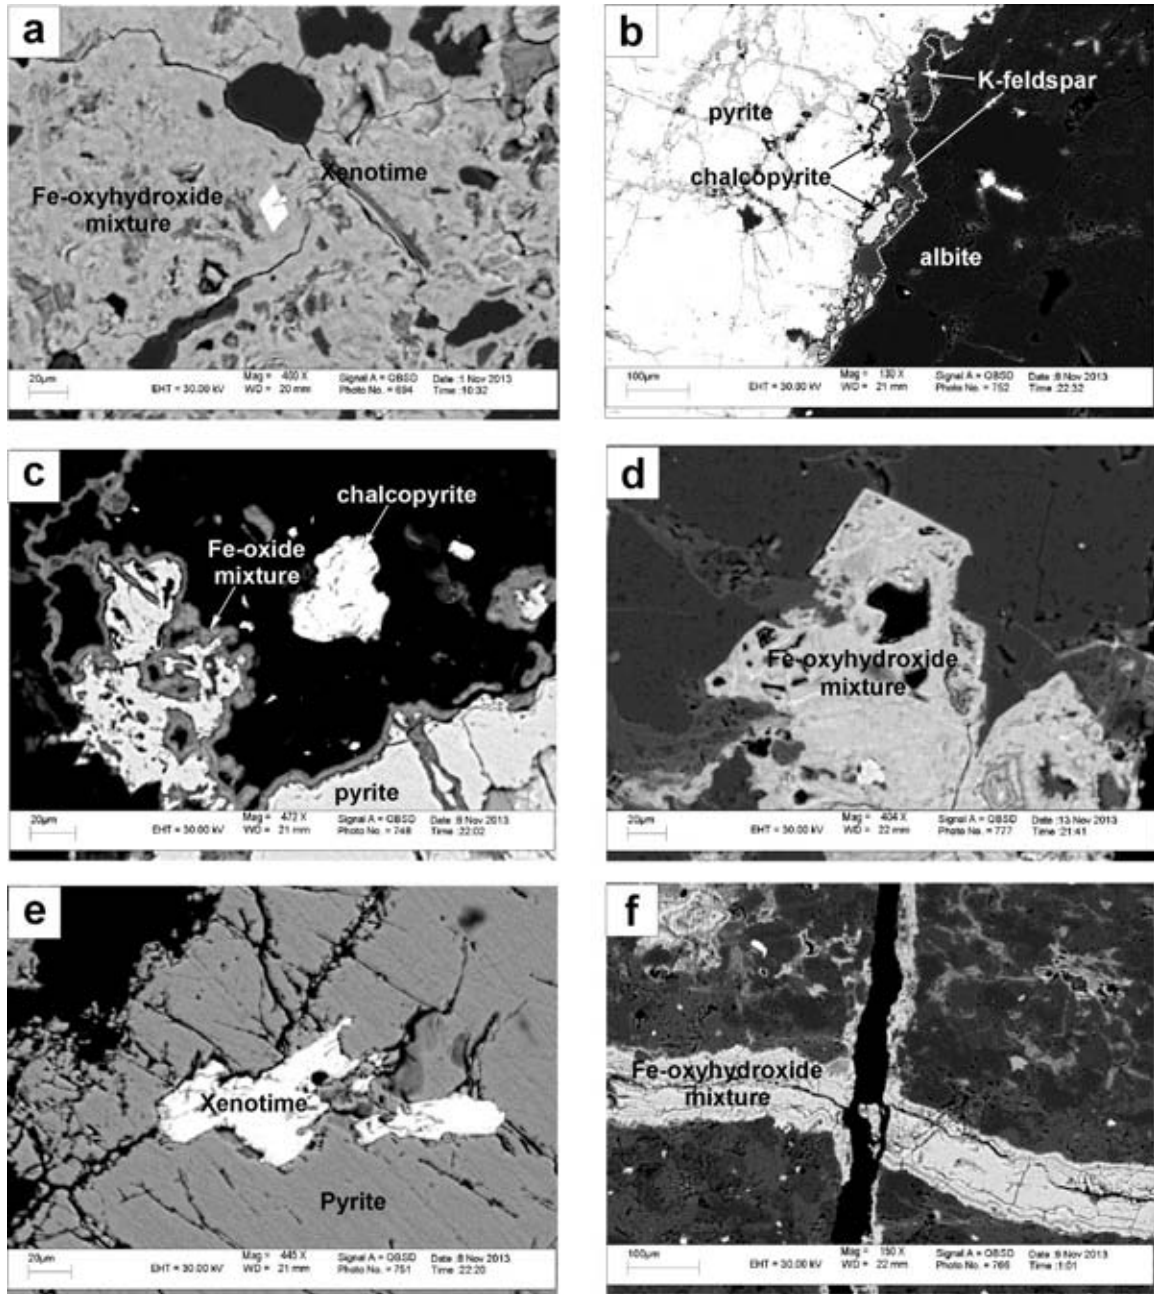 a
Xenotime
Fe-oxyhydroxide
mixture
20µm
EHT = 30.00 kV
Mag = 400 X
WD = 20 mm
Signal A = QBSD
Photo No. = 694
Date :1 Nov 2013
Time :10:32
b
K-feldspar
pyrite
chalcopyrite
albite
100µm
EHT = 30.00 kV
Mag = 130 X
WD = 21 mm
Signal A = QBSD
Photo No. = 752
Date :8 Nov 2013
Time :22:32
c
chalcopyrite
Fe-oxide
mixture
pyrite
20µm
EHT = 30.00 kV
Mag = 472 X
WD = 21 mm
Signal A = QBSD
Photo No. = 748
Date :8 Nov 2013
Time :22:02
d
Fe-oxyhydroxide
mixture
20µm
EHT = 30.00 kV
Mag = 404 X
WD = 22 mm
Signal A = QBSD
Photo No. = 777
Date :13 Nov 2013
Time :21:41
e
Xenotime
Pyrite
20µm
EHT = 30.00 kV
Mag = 445 X
WD = 21 mm
Signal A = QBSD
Photo No. = 751
Date :8 Nov 2013
Time :22:20
f
Fe-oxyhydroxide
mixture
100µm
EHT = 30.00 kV
Mag = 150 X
WD = 22 mm
Signal A = QBSD
Photo No. = 766
Date :9 Nov 2013
Time :1:01